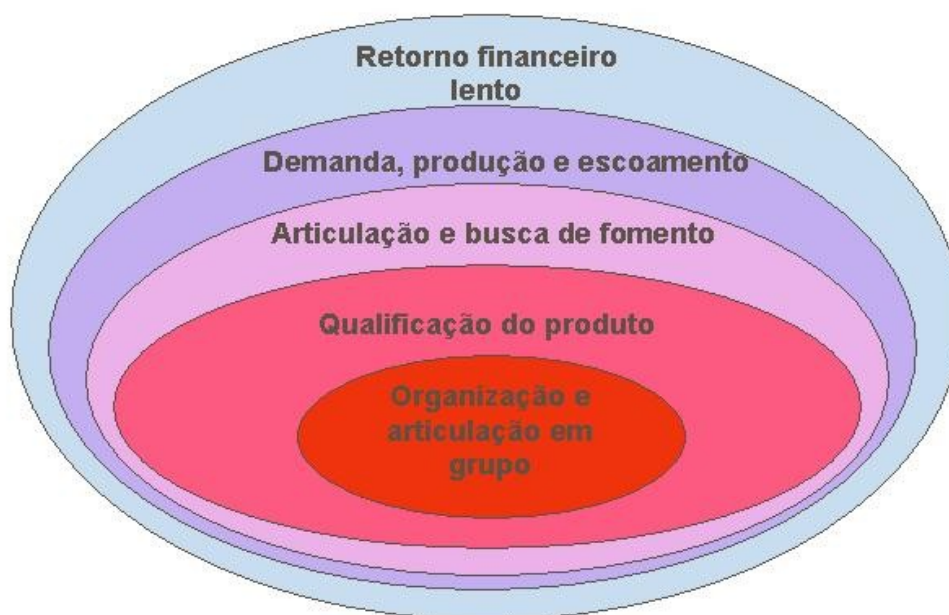 Retorno financeiro
lento
Demanda, produção e escoamento
Articulação e busca de fomento
Qualificação do produto
Organização e
articulação em
grupo